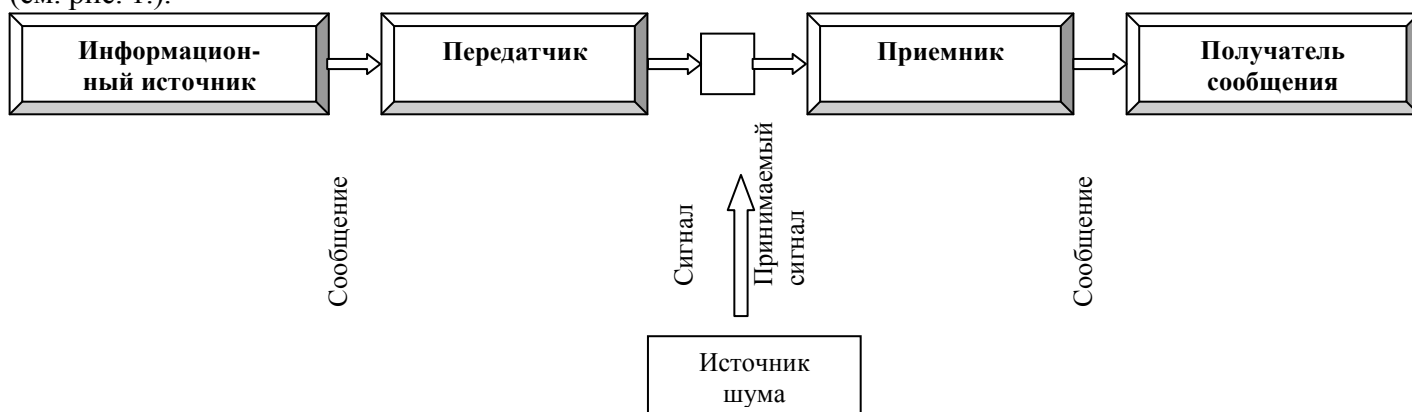 (см. рис. 1.).
Информацион-
ный источник
Передатчик
Приемник
Получатель
сообщения
Сообщение
Сигнал
Принимаемый
сигнал
Сообщение
Источник
шума